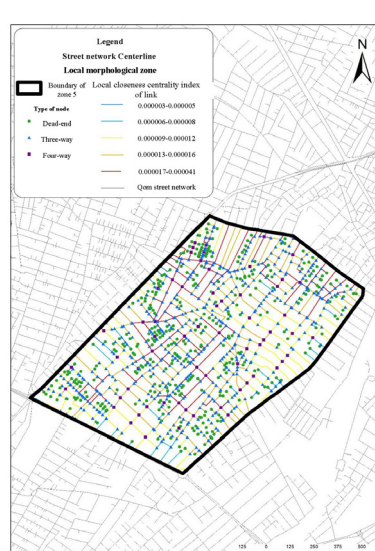 Legend
Street network Centerline
Local morphological zone
Boundary of zone 5
Local closeness centrality index of link
Type of node
0.000003-0.000005
Dead-end
0.000006-0.000008
Three-way
0.000009-0.000012
Four-way
0.000013-0.000016
0.000017-0.000041
Qom street network
N
125 0 125 250 375 500